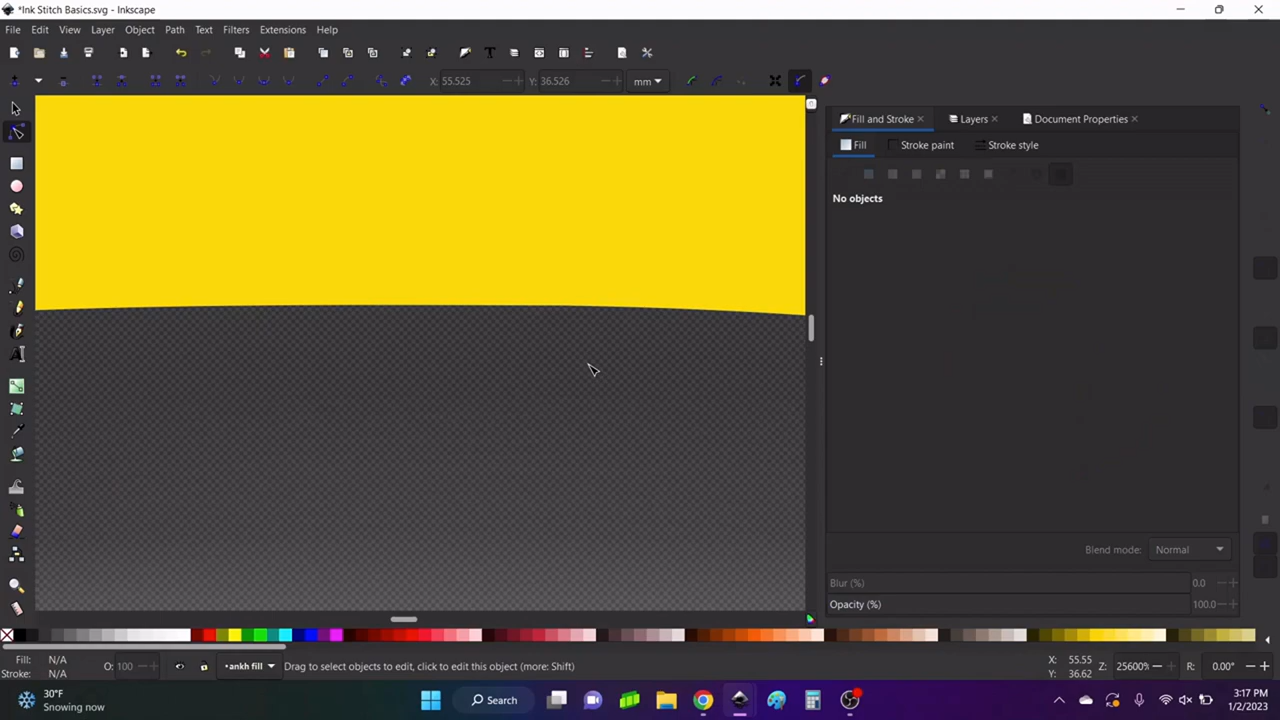 *Ink Stitch Basics.svg - Inkscape
File Edit View Layer Object Path Text Filters Extensions Help
X: 55.525 Y: 36.526 mm
Fill and Stroke Layers Document Properties
Fill Stroke paint Stroke style
No objects
Blend mode: Normal
Blur (%) 0.0
Opacity (%) 100.0
Fill: N/A O: 100 •ankh fill Drag to select objects to edit, click to edit this object (more: Shift) X: 55.55 Z: 25600% R: 0.00°
Stroke: N/A Y: 36.62
30°F
Snowing now
Search
3:17 PM
1/2/2023